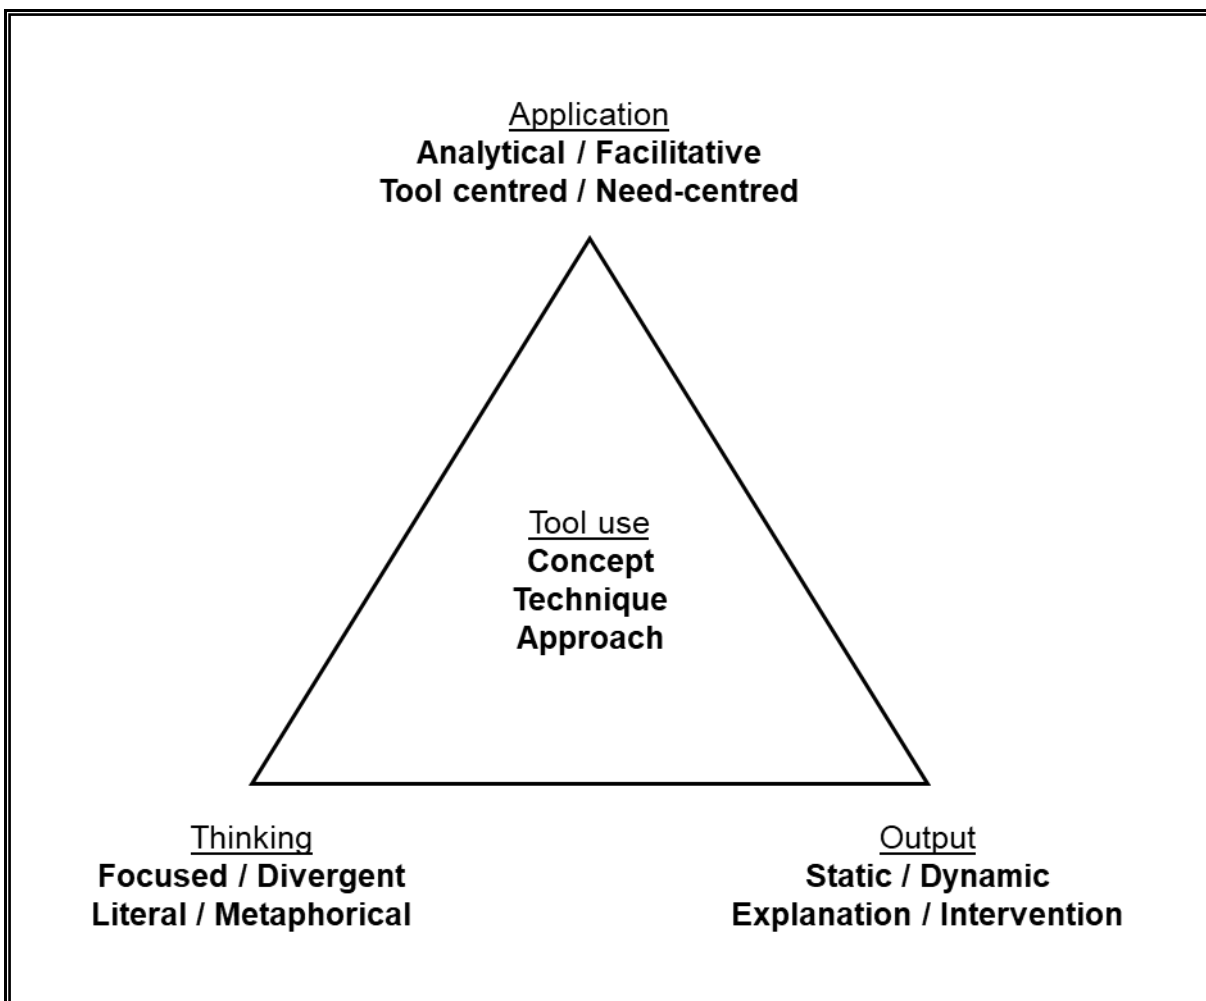 Application
Analytical / Facilitative
Tool centred / Need-centred
Tool use
Concept
Technique
Approach
Thinking
Focused / Divergent
Literal / Metaphorical
Output
Static / Dynamic
Explanation / Intervention